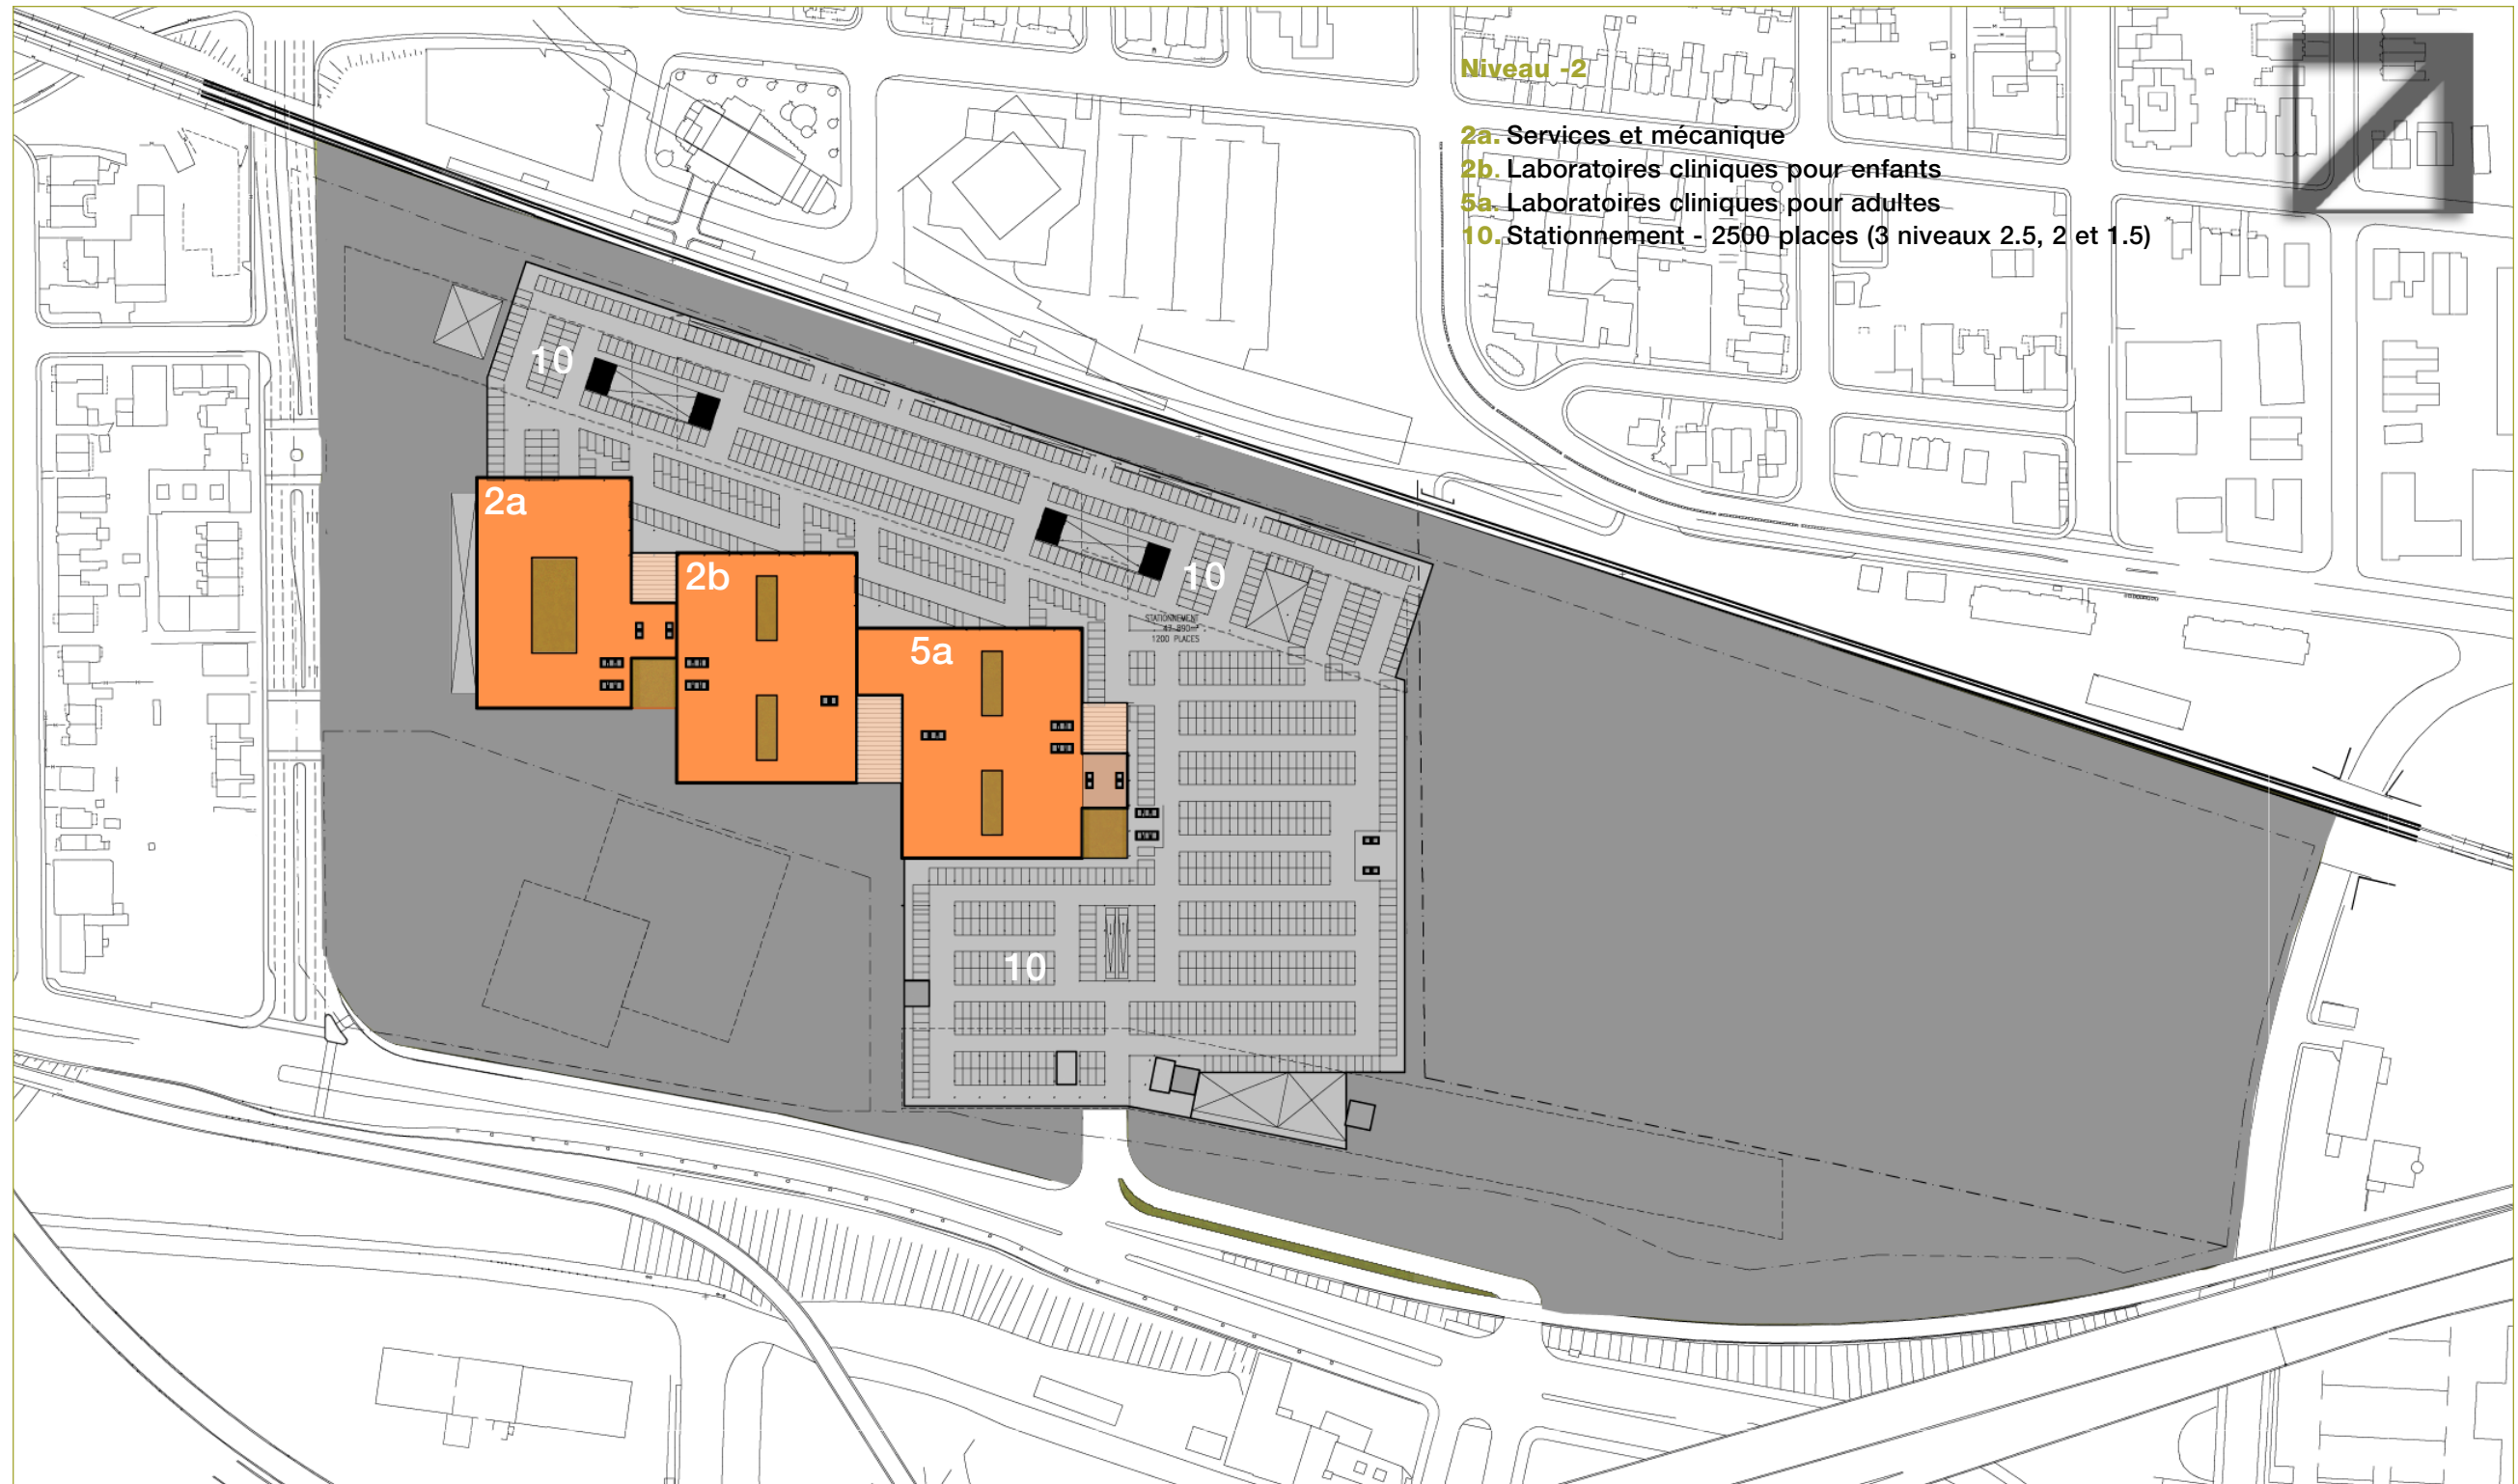 Niveau -2
2a. Services et mécanique
2b. Laboratoires cliniques pour enfants
5a. Laboratoires cliniques pour adultes
10. Stationnement - 2500 places (3 niveaux 2.5, 2 et 1.5)
10
2a
2b
10
5a
STATIONNEMENT
1200 PLACES
10